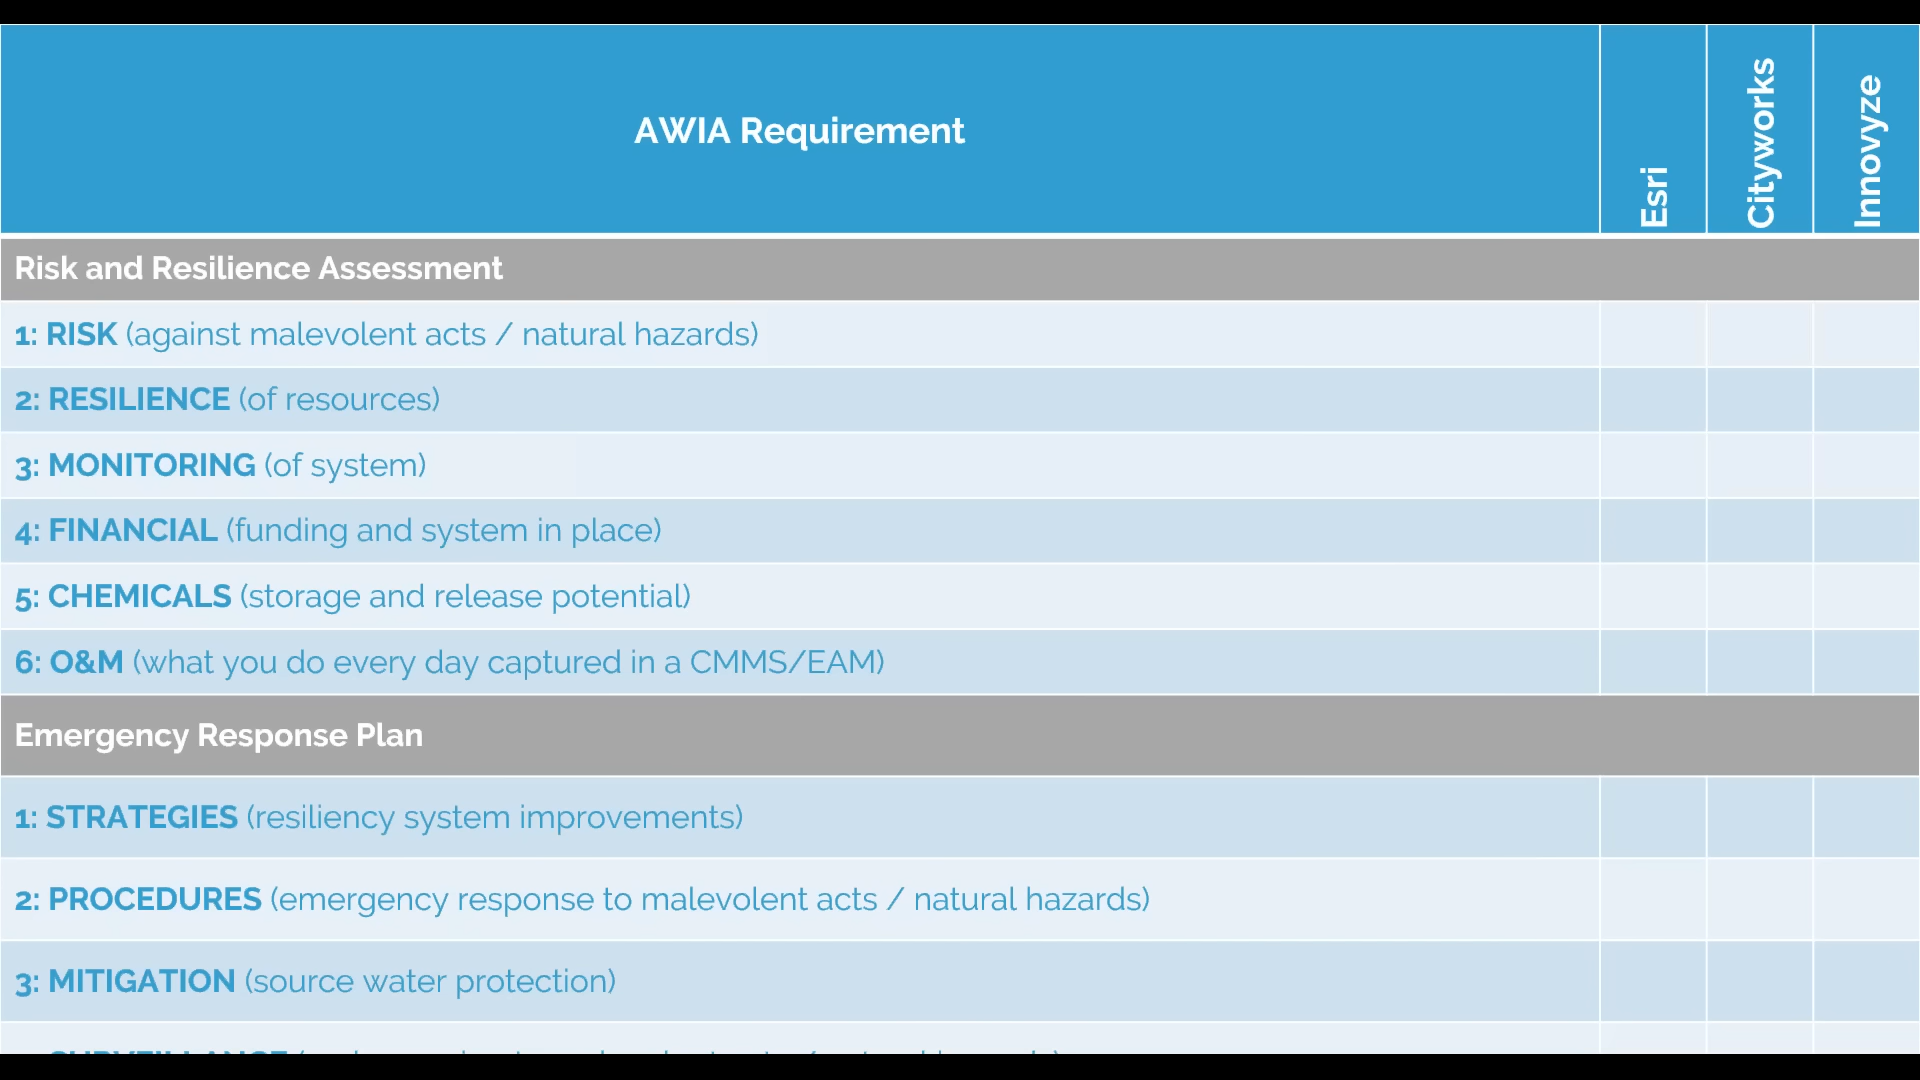 AWIA Requirement
Esri
Cityworks
Innovyze
Risk and Resilience Assessment
1: RISK (against malevolent acts / natural hazards)
2: RESILIENCE (of resources)
3: MONITORING (of system)
4: FINANCIAL (funding and system in place)
5: CHEMICALS (storage and release potential)
6: O&M (what you do every day captured in a CMMS/EAM)
Emergency Response Plan
1: STRATEGIES (resiliency system improvements)
2: PROCEDURES (emergency response to malevolent acts / natural hazards)
3: MITIGATION (source water protection)
SURVEILLANCE